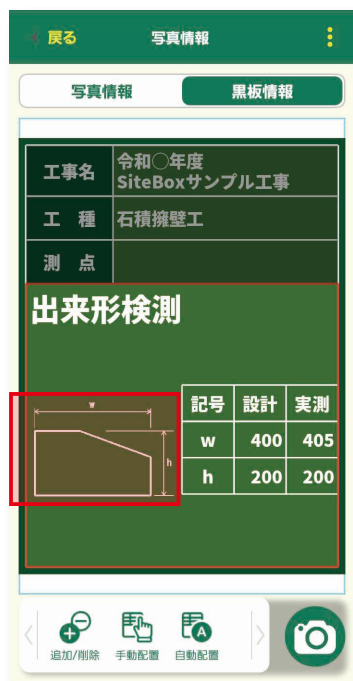 戻る
写真情報
写真情報
黒板情報
工事名
令和○年度
SiteBoxサンプル工事
工種
石積擁壁工
測点
出来形検測
w
h
記号 設計 実測
w 400 405
h 200 200
追加/削除
手動配置
自動配置